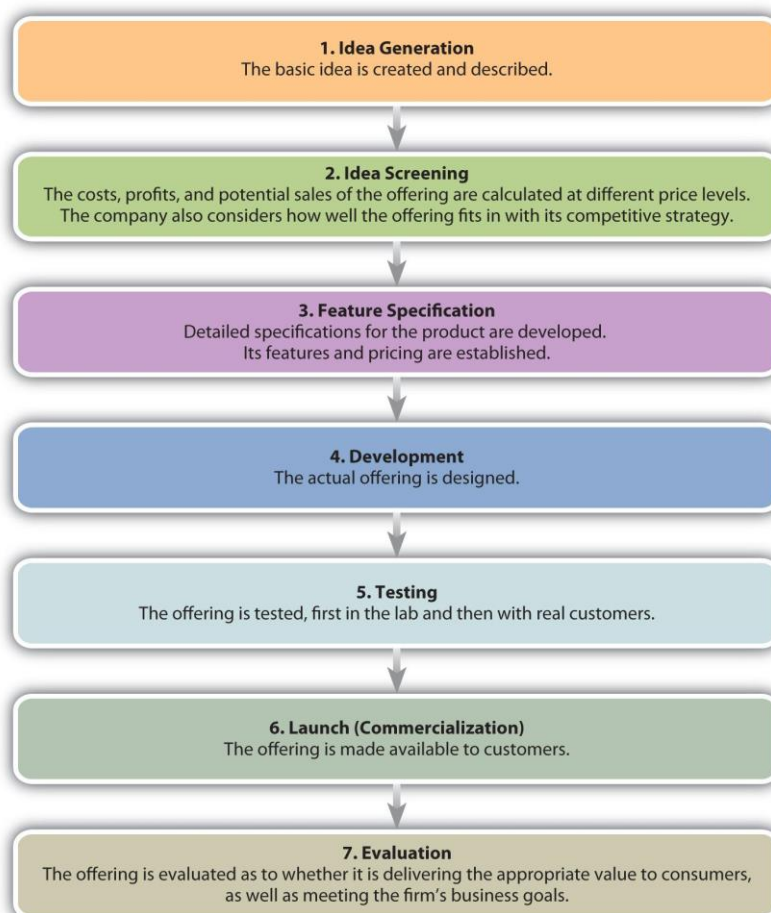 1. Idea Generation
The basic idea is created and described.
2. Idea Screening
The costs, profits, and potential sales of the offering are calculated at different price levels.
The company also considers how well the offering fits in with its competitive strategy.
3. Feature Specification
Detailed specifications for the product are developed.
Its features and pricing are established.
4. Development
The actual offering is designed.
5. Testing
The offering is tested, first in the lab and then with real customers.
6. Launch (Commercialization)
The offering is made available to customers.
7. Evaluation
The offering is evaluated as to whether it is delivering the appropriate value to consumers,
as well as meeting the firm's business goals.